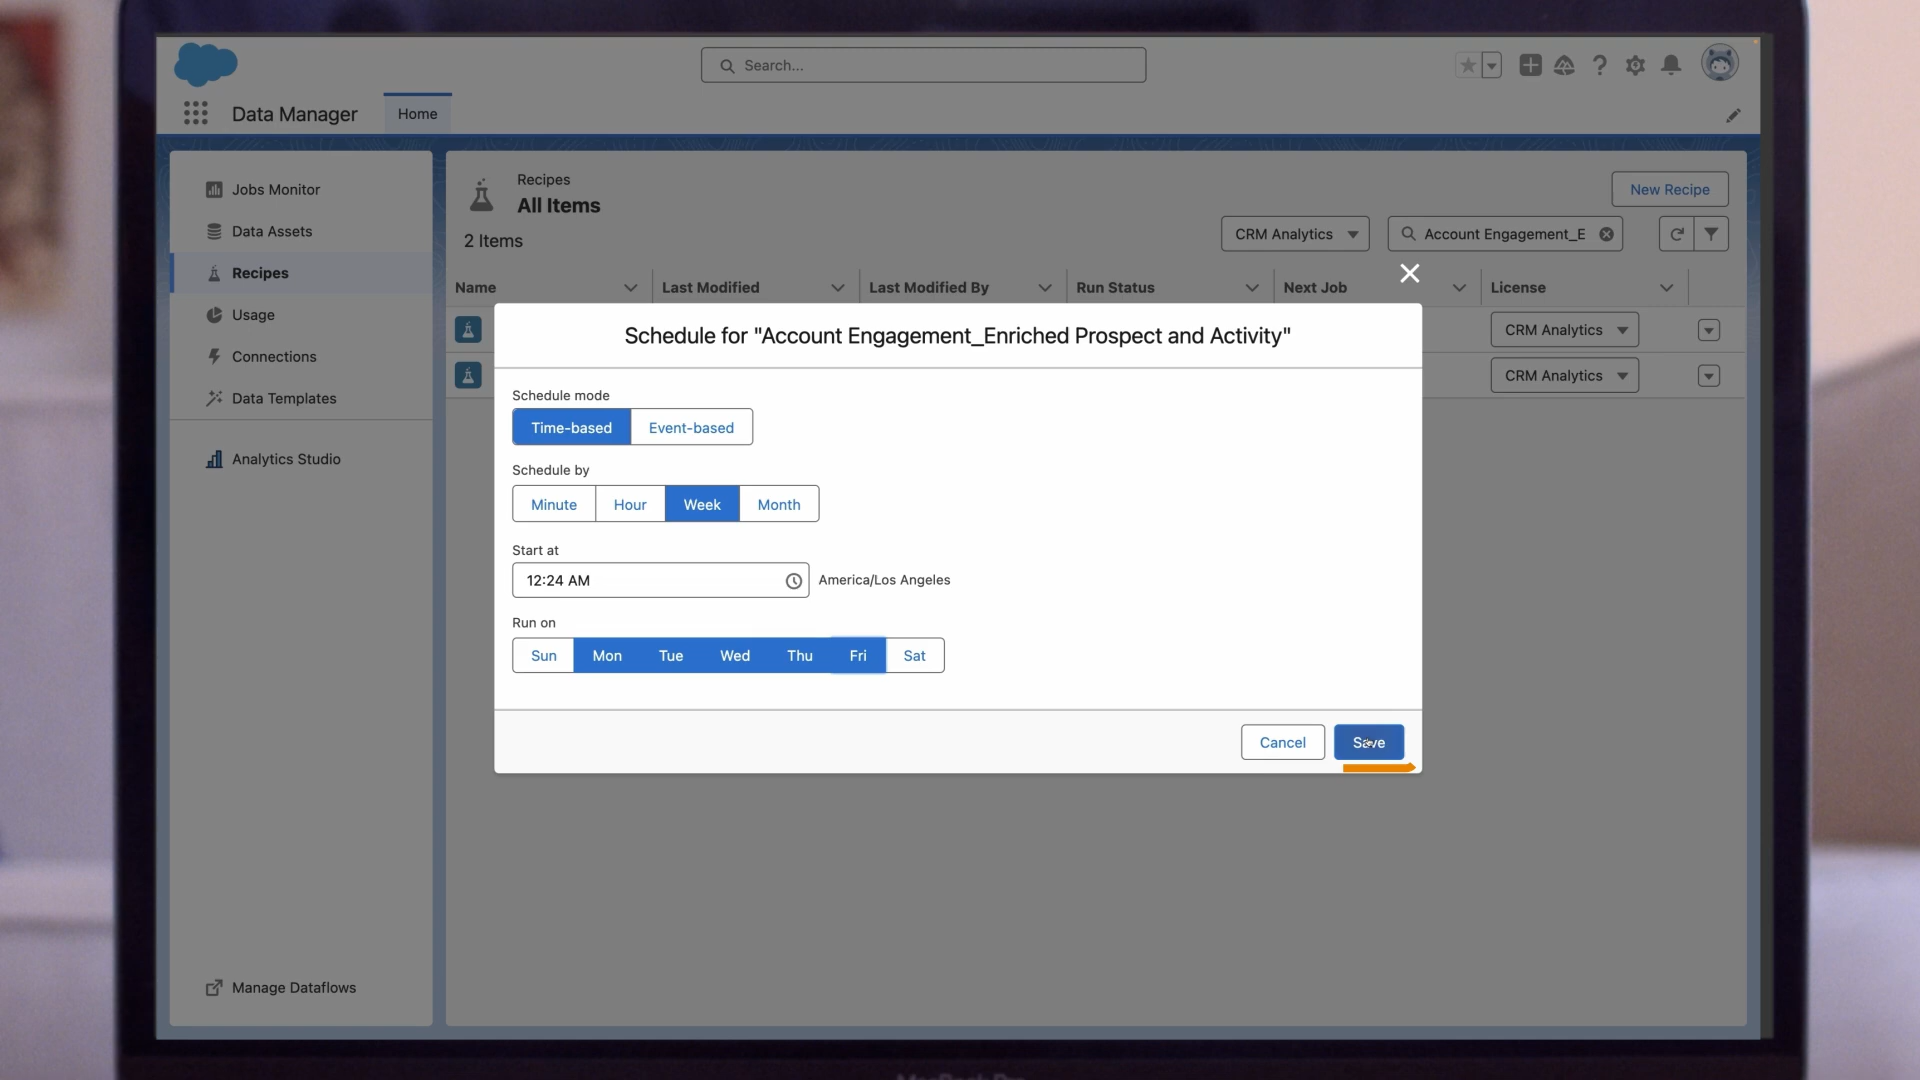 Search...
Data Manager
Home
Jobs Monitor
Data Assets
Recipes
Usage
Connections
Data Templates
Analytics Studio
Manage Dataflows
Recipes
All Items
2 Items
New Recipe
CRM Analytics
Account Engagement_E
Name
Last Modified
Last Modified By
Run Status
Next Job
License
CRM Analytics
CRM Analytics
Schedule for "Account Engagement_Enriched Prospect and Activity"
Schedule mode
Time-based
Event-based
Schedule by
Minute
Hour
Week
Month
Start at
12:24 AM
America/Los Angeles
Run on
Sun
Mon
Tue
Wed
Thu
Fri
Sat
Cancel
Save